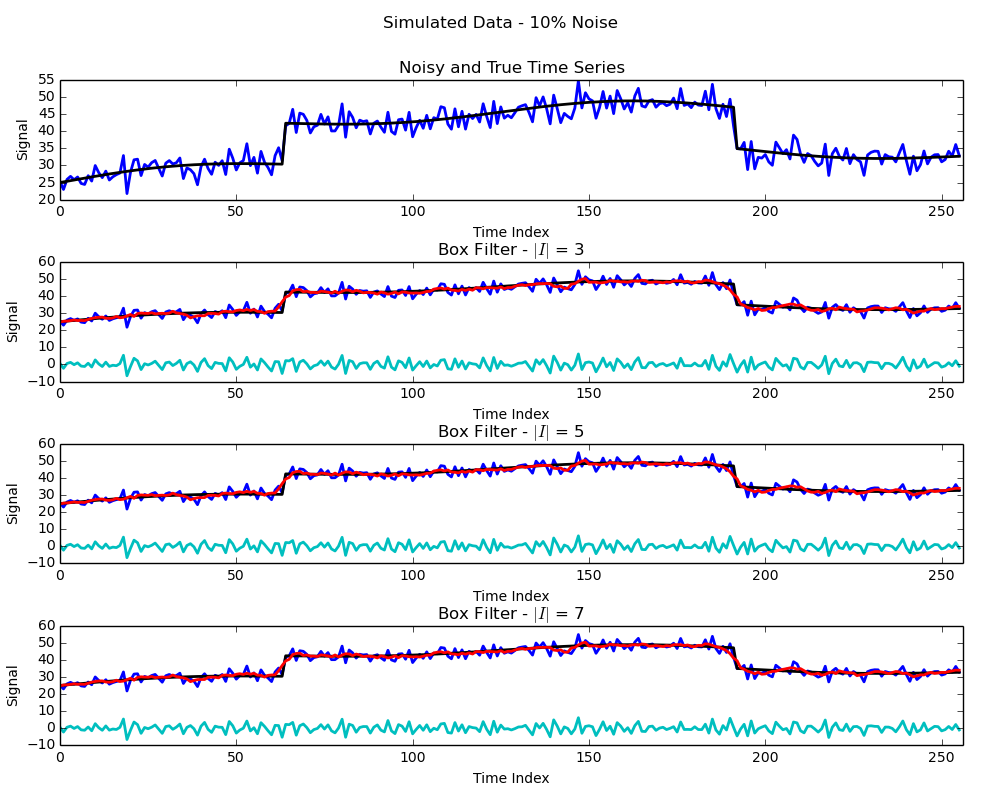 Simulated Data - 10% Noise
Noisy and True Time Series
55
50
45
40
35
30
25
20
Signal
0 50 100 150 200 250
Time Index
Box Filter - |I| = 3
60
50
40
30
20
10
0
−10
Signal
0 50 100 150 200 250
Time Index
Box Filter - |I| = 5
60
50
40
30
20
10
0
−10
Signal
0 50 100 150 200 250
Time Index
Box Filter - |I| = 7
60
50
40
30
20
10
0
−10
Signal
0 50 100 150 200 250
Time Index